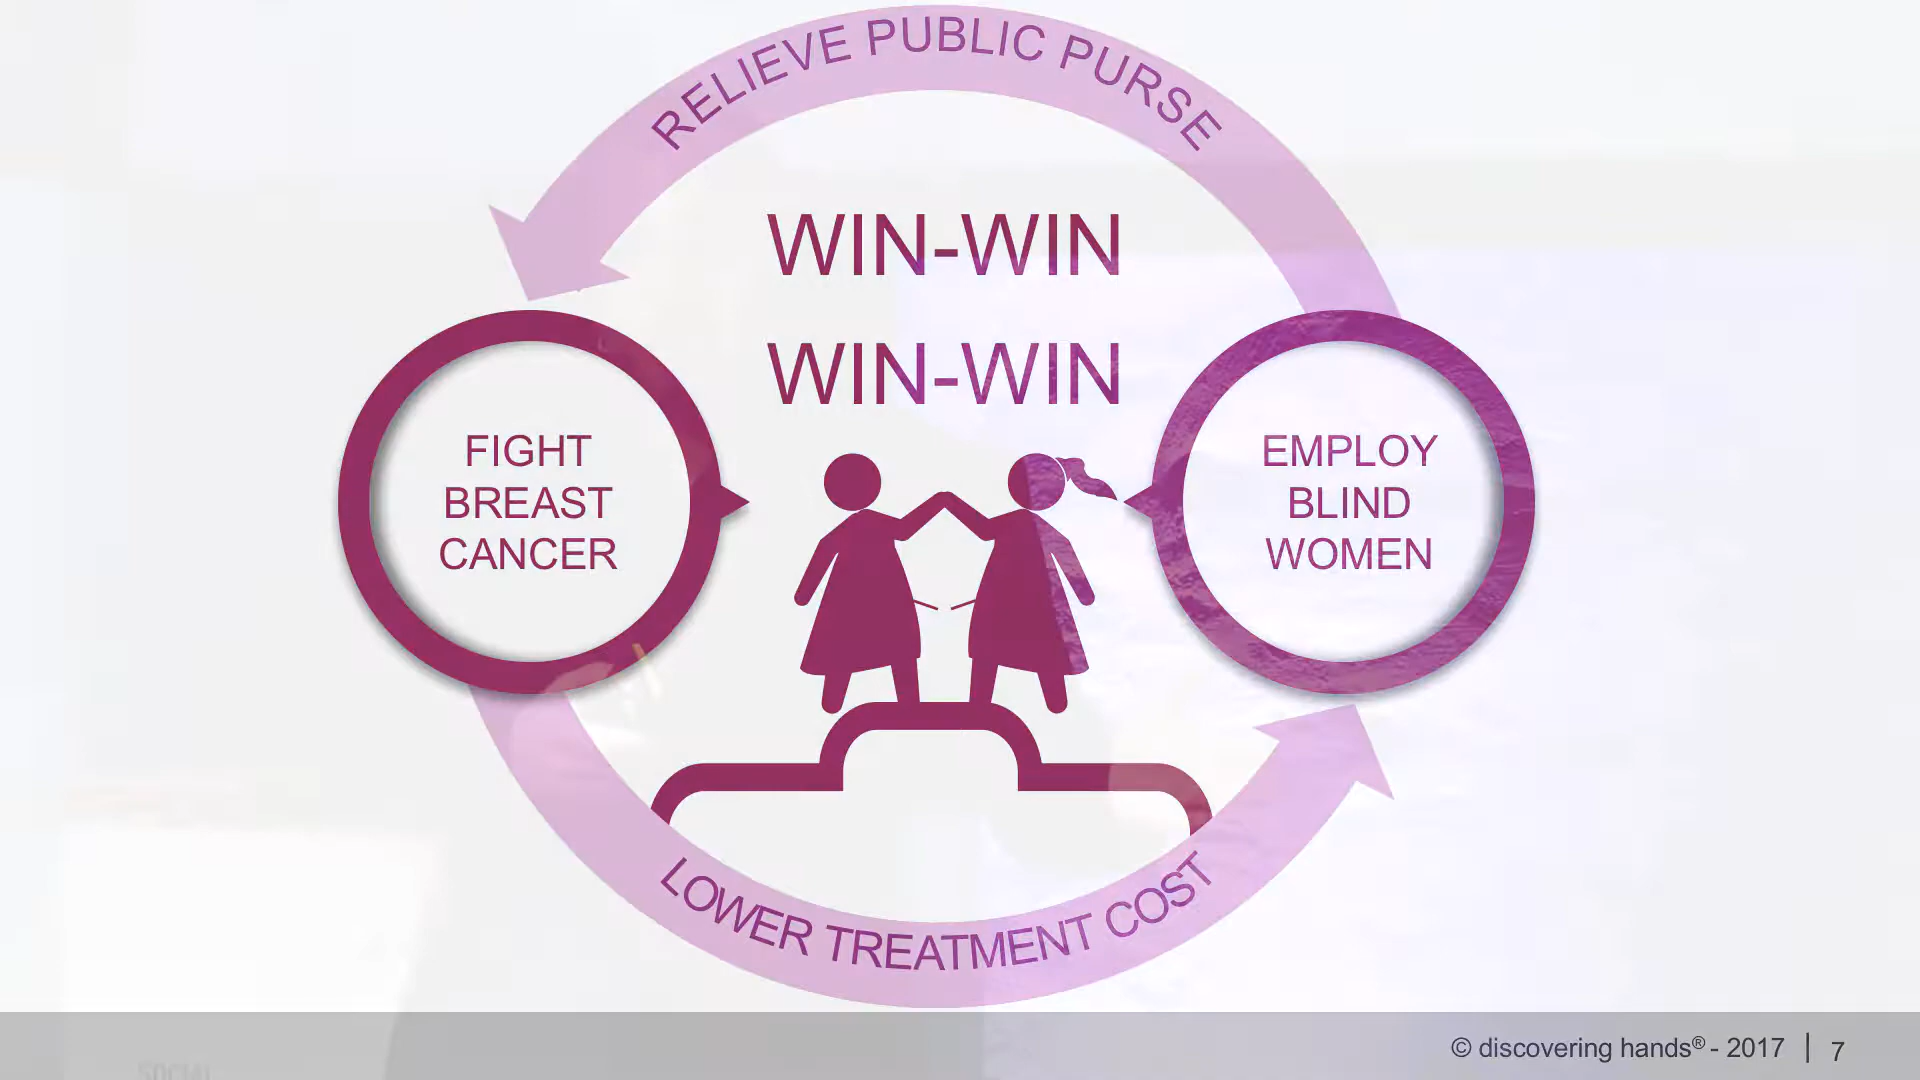 RELIEVE PUBLIC PURSE
WIN-WIN
WIN-WIN
FIGHT
BREAST
CANCER
EMPLOY
BLIND
WOMEN
LOWER TREATMENT COST
© discovering hands® - 2017 | 7
SOCIAL